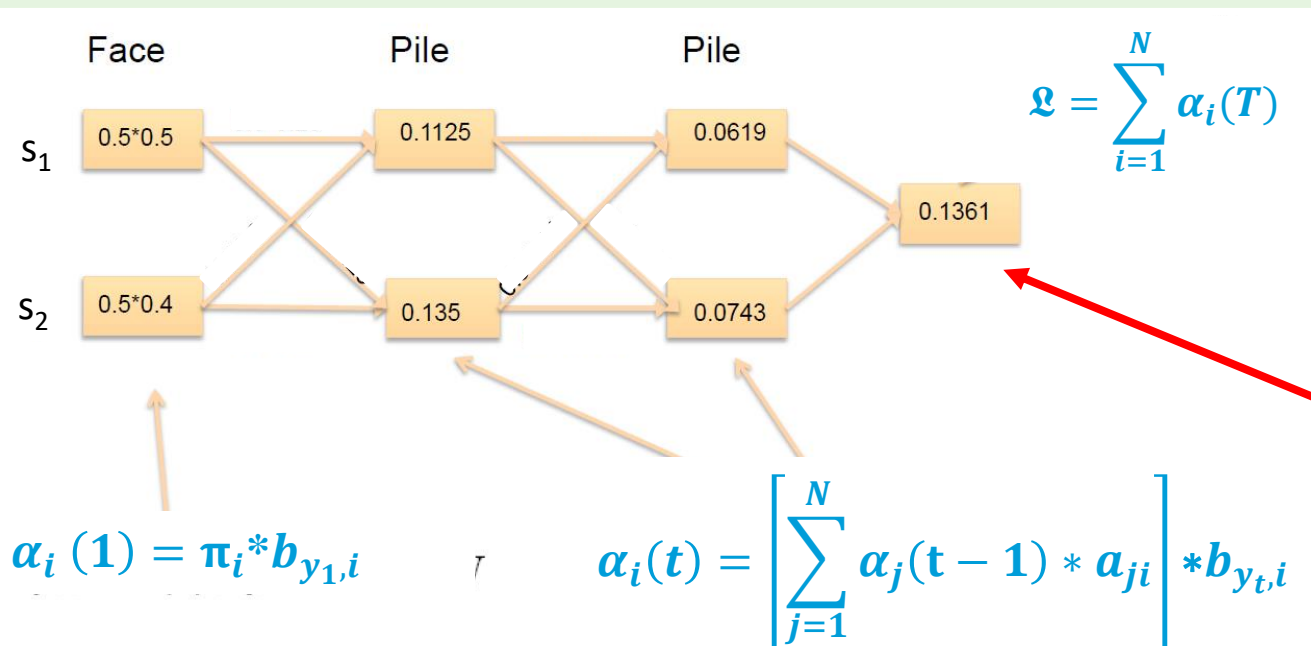 Face Pile Pile
𝕷 = ∑_{i=1}^{N} α_i(T)
s₁ 0.5*0.5 0.1125 0.0619
0.1361
s₂ 0.5*0.4 0.135 0.0743
α_i (1) = π_i*b_{y₁,i} T α_i(t) = [∑_{j=1}^{N} α_j(t − 1) * a_{ji}] *b_{y_t,i}